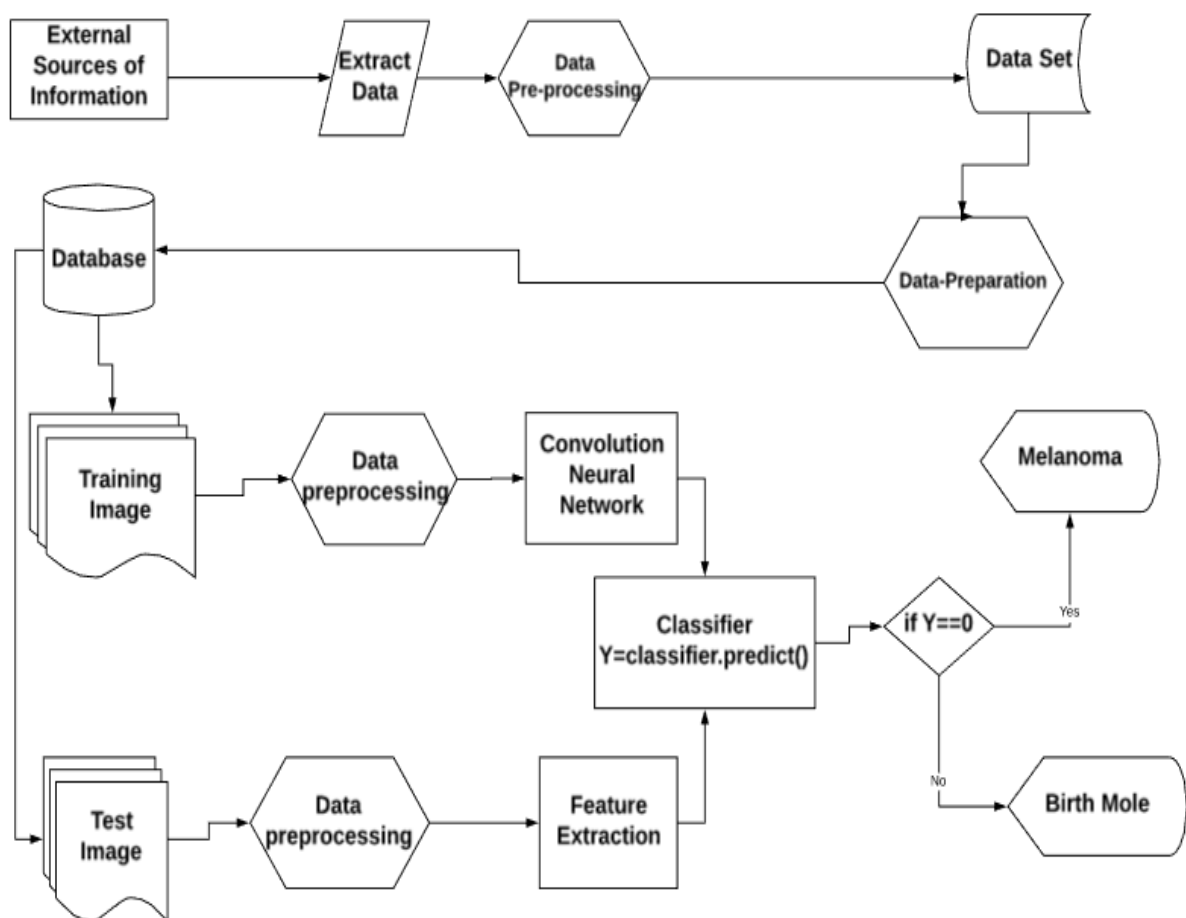 External
Sources of
Information
Extract
Data
Data
Pre-processing
Data Set
Database
Data-Preparation
Training
Image
Data
preprocessing
Convolution
Neural
Network
Melanoma
Classifier
Y=classifier.predict()
if Y==0
Yes
No
Test
Image
Data
preprocessing
Feature
Extraction
Birth Mole